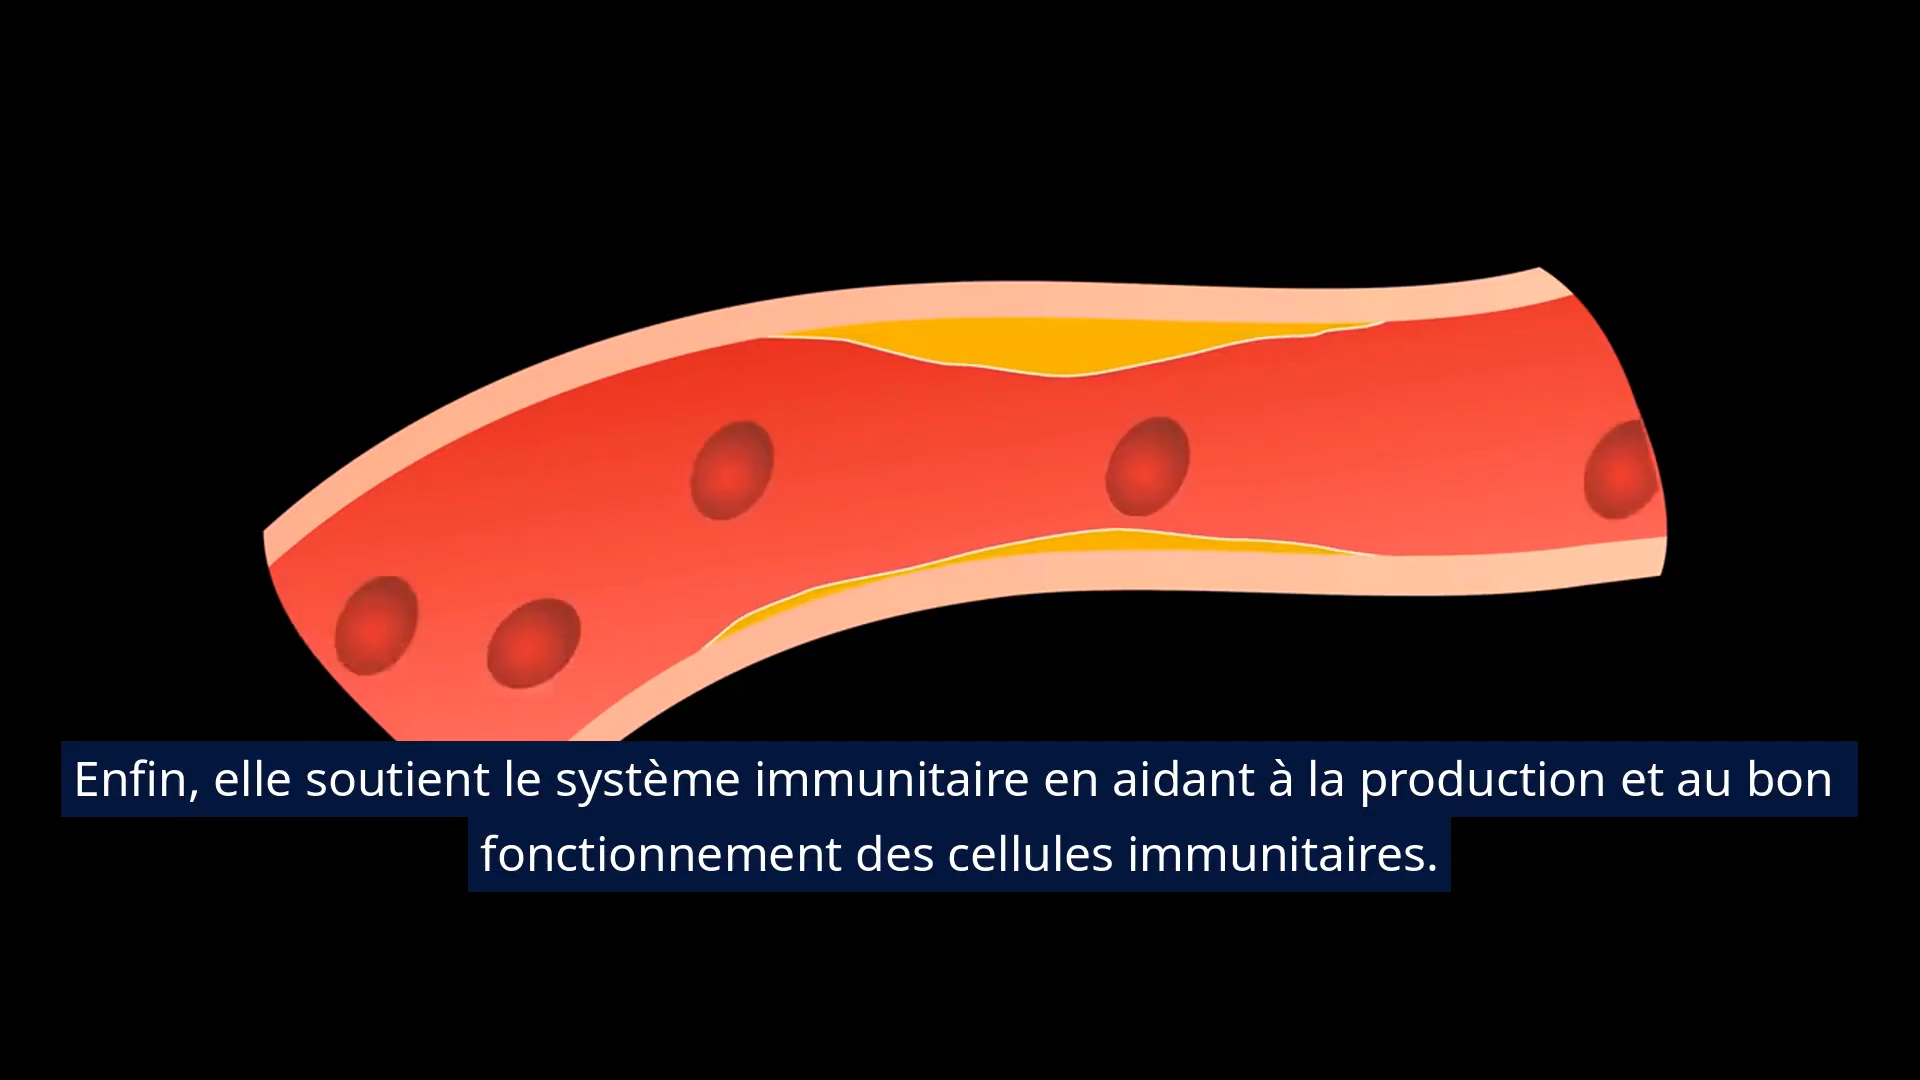 Enfin, elle soutient le système immunitaire en aidant à la production et au bon
fonctionnement des cellules immunitaires.